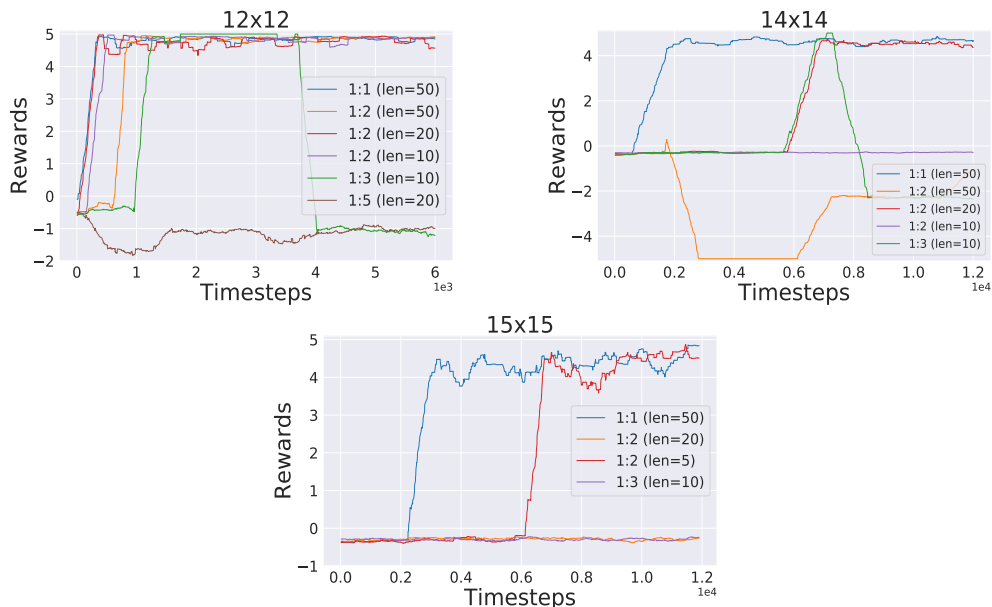 12x12
5
4
3
2
1
0
−1
−2
Rewards
0
1
2
3
4
5
6
1e3
Timesteps
1:1 (len=50)
1:2 (len=50)
1:2 (len=20)
1:2 (len=10)
1:3 (len=10)
1:5 (len=20)
14x14
4
2
0
−2
−4
Rewards
0.0
0.2
0.4
0.6
0.8
1.0
1.2
1e4
Timesteps
1:1 (len=50)
1:2 (len=50)
1:2 (len=20)
1:2 (len=10)
1:3 (len=10)
15x15
5
4
3
2
1
0
−1
Rewards
0.0
0.2
0.4
0.6
0.8
1.0
1.2
1e4
Timesteps
1:1 (len=50)
1:2 (len=20)
1:2 (len=5)
1:3 (len=10)